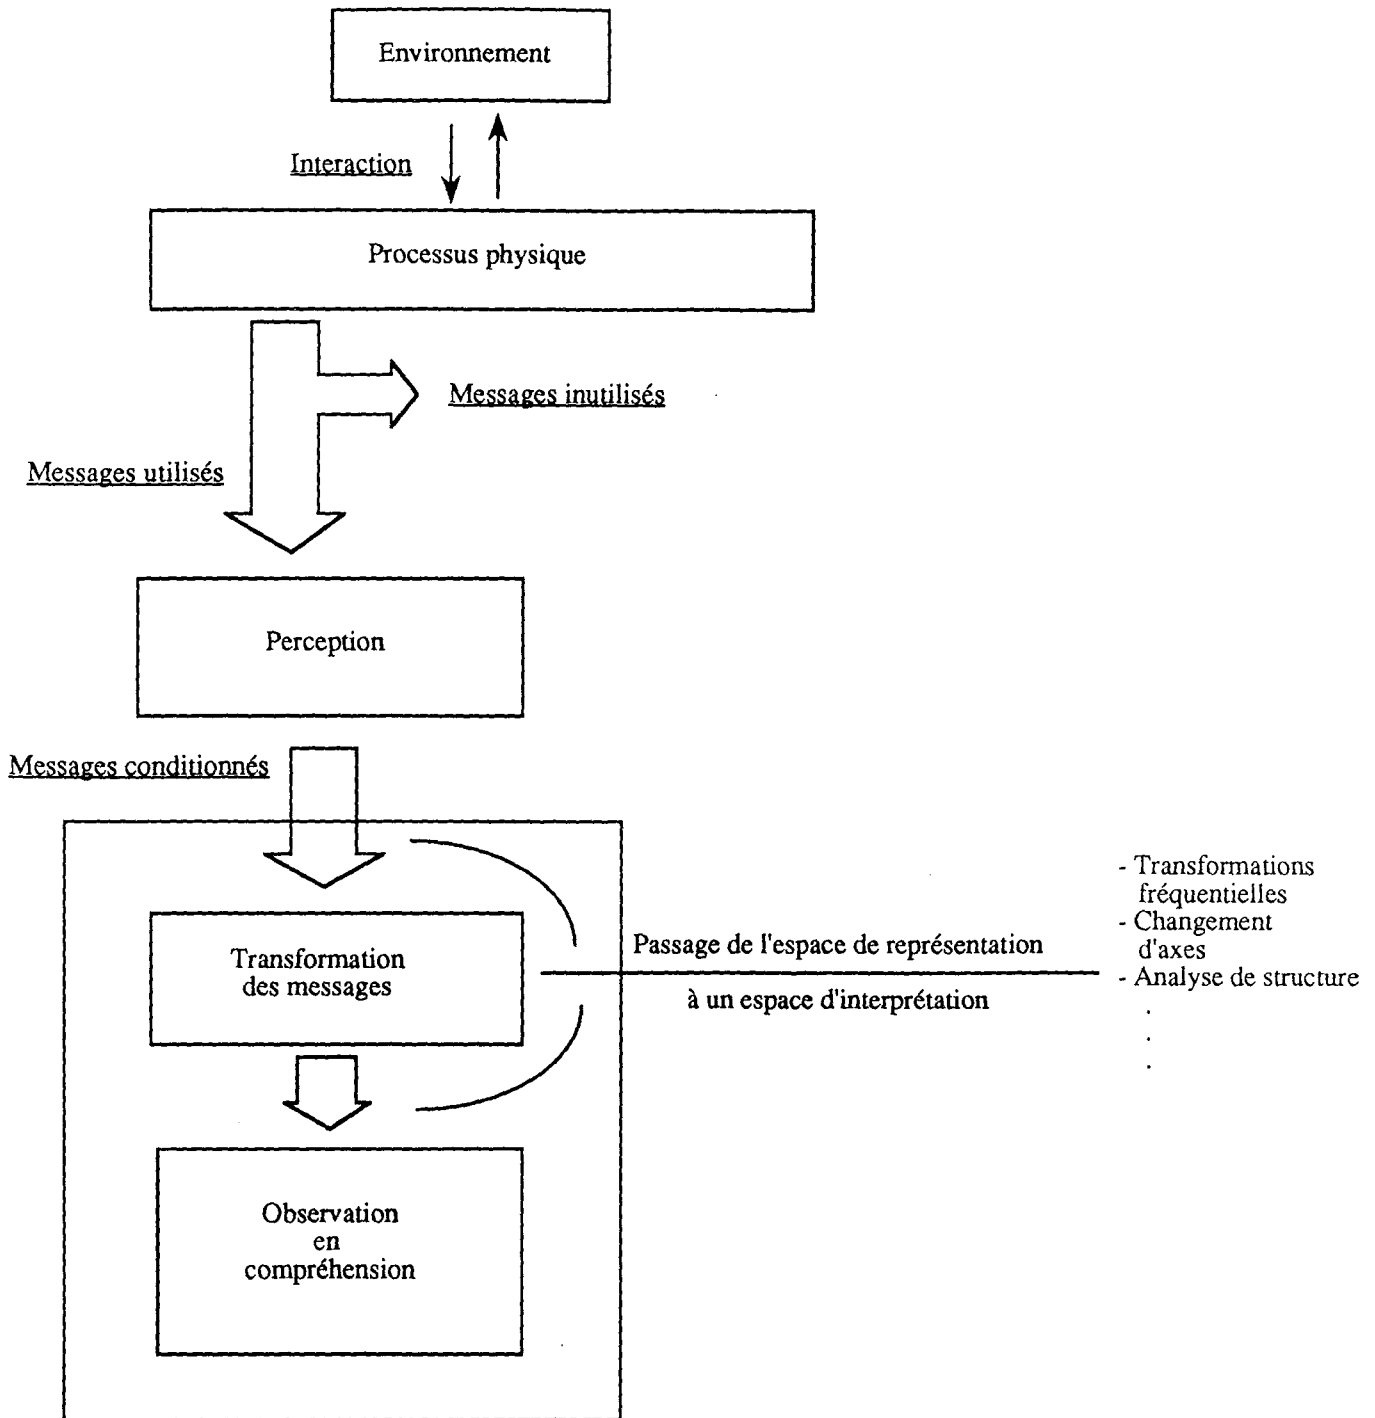 Environnement
Interaction
Processus physique
Messages inutilisés
Messages utilisés
Perception
Messages conditionnés
Transformation
des messages
Passage de l'espace de représentation
à un espace d'interprétation
- Transformations
fréquentielles
- Changement
d'axes
- Analyse de structure
.
.
.
Observation
en
compréhension